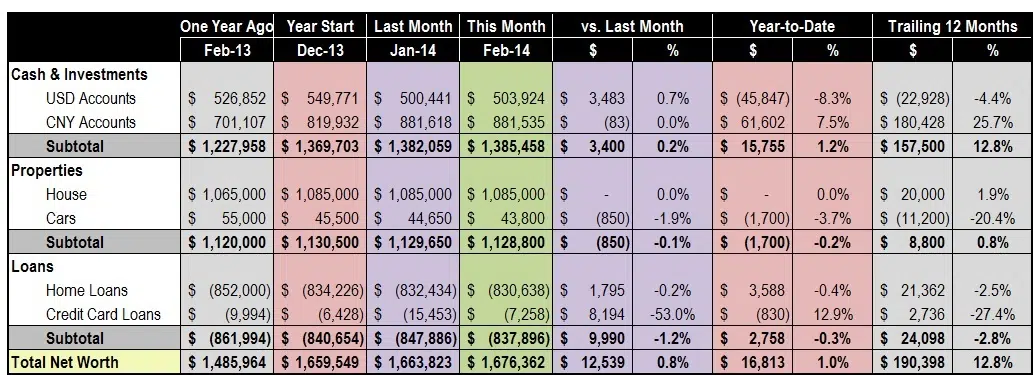 One Year Ago Year Start Last Month This Month vs. Last Month Year-to-Date Trailing 12 Months
Feb-13 Dec-13 Jan-14 Feb-14 $ % $ % $ %
Cash & Investments
USD Accounts $ 526,852 $ 549,771 $ 500,441 $ 503,924 $ 3,483 0.7% $ (45,847) -8.3% $ (22,928) -4.4%
CNY Accounts $ 701,107 $ 819,932 $ 881,618 $ 881,535 $ (83) 0.0% $ 61,602 7.5% $ 180,428 25.7%
Subtotal $ 1,227,958 $ 1,369,703 $ 1,382,059 $ 1,385,458 $ 3,400 0.2% $ 15,755 1.2% $ 157,500 12.8%
Properties
House $ 1,065,000 $ 1,085,000 $ 1,085,000 $ 1,085,000 $ - 0.0% $ - 0.0% $ 20,000 1.9%
Cars $ 55,000 $ 45,500 $ 44,650 $ 43,800 $ (850) -1.9% $ (1,700) -3.7% $ (11,200) -20.4%
Subtotal $ 1,120,000 $ 1,130,500 $ 1,129,650 $ 1,128,800 $ (850) -0.1% $ (1,700) -0.2% $ 8,800 0.8%
Loans
Home Loans $ (852,000) $ (834,226) $ (832,434) $ (830,638) $ 1,795 -0.2% $ 3,588 -0.4% $ 21,362 -2.5%
Credit Card Loans $ (9,994) $ (6,428) $ (15,453) $ (7,258) $ 8,194 -53.0% $ (830) 12.9% $ 2,736 -27.4%
Subtotal $ (861,994) $ (840,654) $ (847,886) $ (837,896) $ 9,990 -1.2% $ 2,758 -0.3% $ 24,098 -2.8%
Total Net Worth $ 1,485,964 $ 1,659,549 $ 1,663,823 $ 1,676,362 $ 12,539 0.8% $ 16,813 1.0% $ 190,398 12.8%